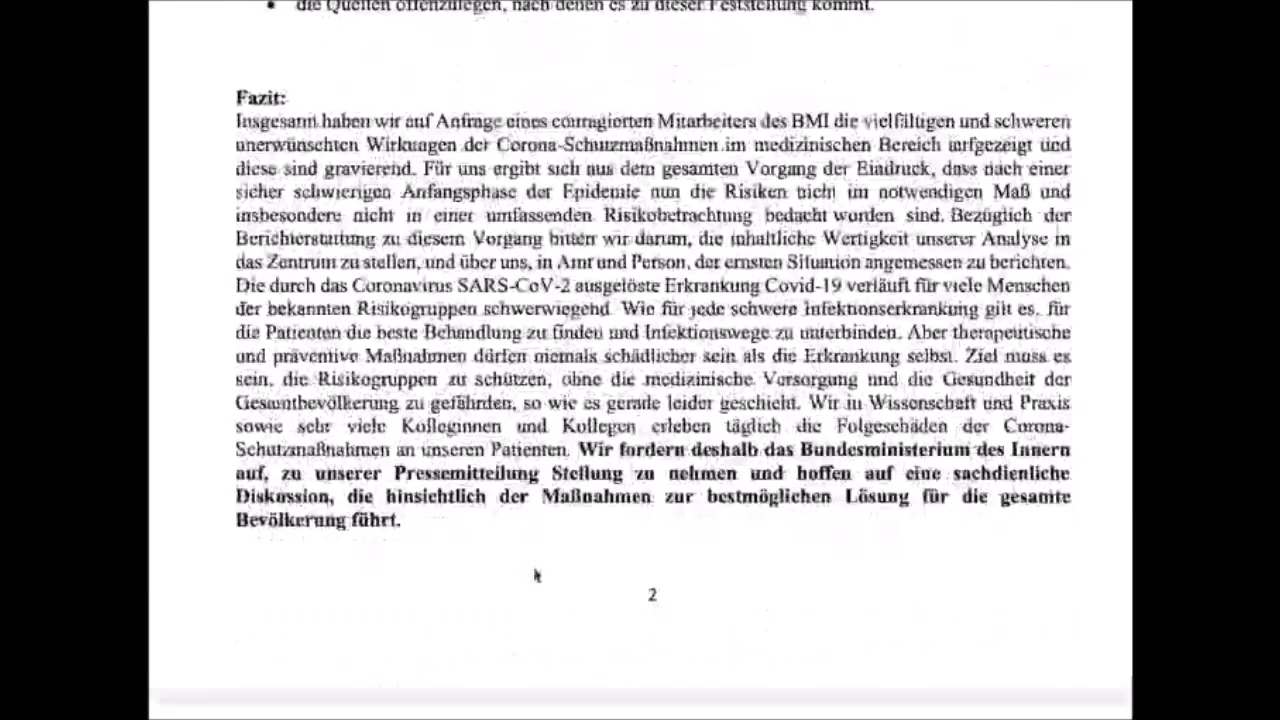 die Quellen offenzulegen, nach denen es zu dieser Feststellung kommt.
Fazit:
Insgesamt haben wir auf Anfrage eines couragierten Mitarbeiters des BMI die vielfältigen und schweren
unerwünschten Wirkungen der Corona-Schutzmaßnahmen im medizinischen Bereich aufgezeigt und
diese sind gravierend. Für uns ergibt sich aus dem gesamten Vorgang der Eindruck, dass nach einer
sicher schwierigen Anfangsphase der Epidemie nun die Risiken nicht im notwendigen Maß und
insbesondere nicht in einer umfassenden Risikobetrachtung bedacht worden sind. Bezüglich der
Berichterstattung zu diesem Vorgang bitten wir darum, die inhaltliche Wertigkeit unserer Analyse in
das Zentrum zu stellen, und über uns, in Amt und Person, der ernsten Situation angemessen zu berichten.
Die durch das Coronavirus SARS-CoV-2 ausgelöste Erkrankung Covid-19 verläuft für viele Menschen
der bekannten Risikogruppen schwerwiegend. Wie für jede schwere Infektionserkrankung gilt es, für
die Patienten die beste Behandlung zu finden und Infektionswege zu unterbinden. Aber therapeutische
und präventive Maßnahmen dürfen niemals schädlicher sein als die Erkrankung selbst. Ziel muss es
sein, die Risikogruppen zu schützen, ohne die medizinische Versorgung und die Gesundheit der
Gesamtbevölkerung zu gefährden, so wie es gerade leider geschieht. Wir in Wissenschaft und Praxis
sowie sehr viele Kolleginnen und Kollegen erleben täglich die Folgeschäden der Corona-
Schutzmaßnahmen an unseren Patienten. Wir fordern deshalb das Bundesministerium des Innern
auf, zu unserer Pressemitteilung Stellung zu nehmen und hoffen auf eine sachdienliche
Diskussion, die hinsichtlich der Maßnahmen zur bestmöglichen Lösung für die gesamte
Bevölkerung führt.
2